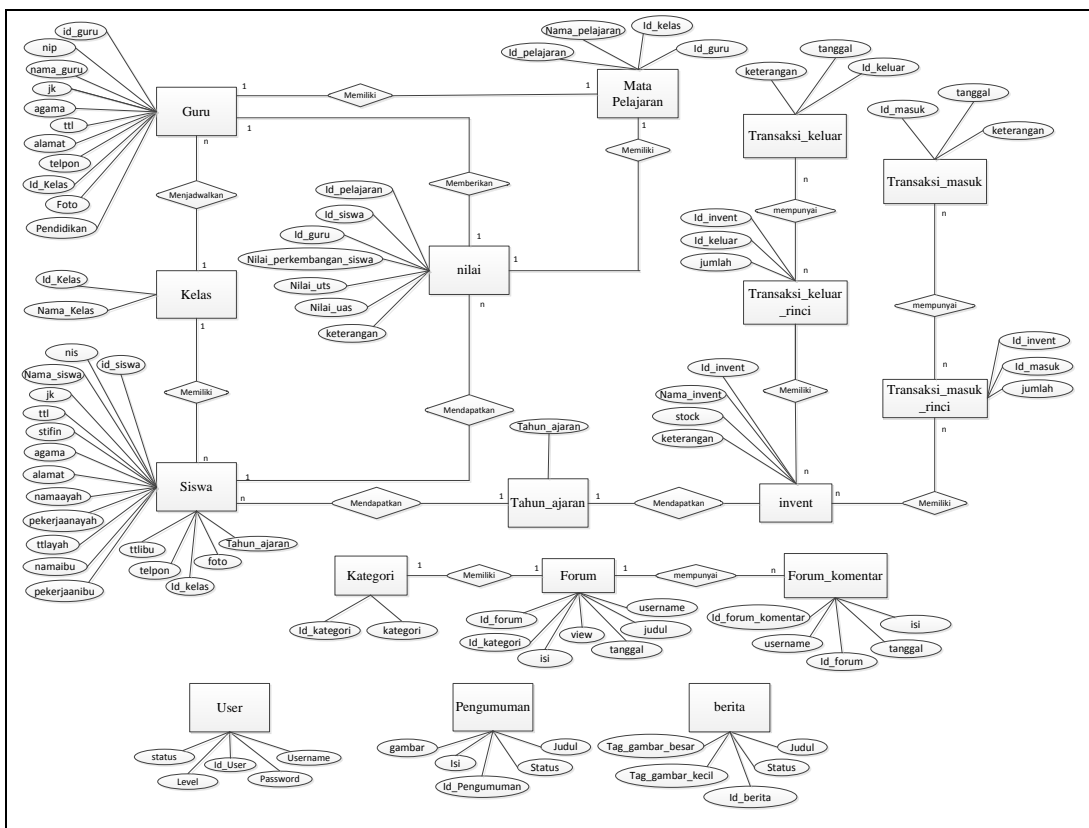 id_guru
nip
nama_guru
jk
agama
ttl
alamat
telpon
Id_Kelas
Foto
Pendidikan
Guru
1
1
n
Memiliki
1
Mata
Pelajaran
1
Id_pelajaran
Nama_pelajaran
Id_kelas
Id_guru
Memiliki
Menjadwalkan
Memberikan
1
Kelas
1
Id_Kelas
Nama_Kelas
Id_pelajaran
Id_siswa
Id_guru
Nilai_perkembangan_siswa
Nilai_uts
Nilai_uas
keterangan
1
nilai
1
n
Memiliki
Mendapatkan
nis
id_siswa
Nama_siswa
jk
ttl
stifin
agama
alamat
namaayah
pekerjaanayah
ttlayah
namaibu
pekerjaanibu
n
Siswa
1
n
ttlibu
telpon
Id_kelas
foto
Tahun_ajaran
Mendapatkan
Tahun_ajaran
1
Tahun_ajaran
1
Mendapatkan
keterangan
tanggal
Id_keluar
Transaksi_keluar
n
mempunyai
Id_invent
Id_keluar
jumlah
n
Transaksi_keluar
_rinci
Memiliki
Id_invent
Nama_invent
stock
keterangan
n
n
invent
n
Memiliki
Id_masuk
tanggal
keterangan
Transaksi_masuk
n
mempunyai
n
Id_invent
Id_masuk
jumlah
Transaksi_masuk
_rinci
n
Kategori
1
Memiliki
1
Forum
1
mempunyai
n
Forum_komentar
Id_kategori
kategori
Id_forum
Id_kategori
isi
view
tanggal
judul
username
Id_forum_komentar
username
Id_forum
tanggal
isi
User
status
Level
Id_User
Password
Username
Pengumuman
gambar
Isi
Id_Pengumuman
Status
Judul
berita
Tag_gambar_besar
Tag_gambar_kecil
Id_berita
Status
Judul